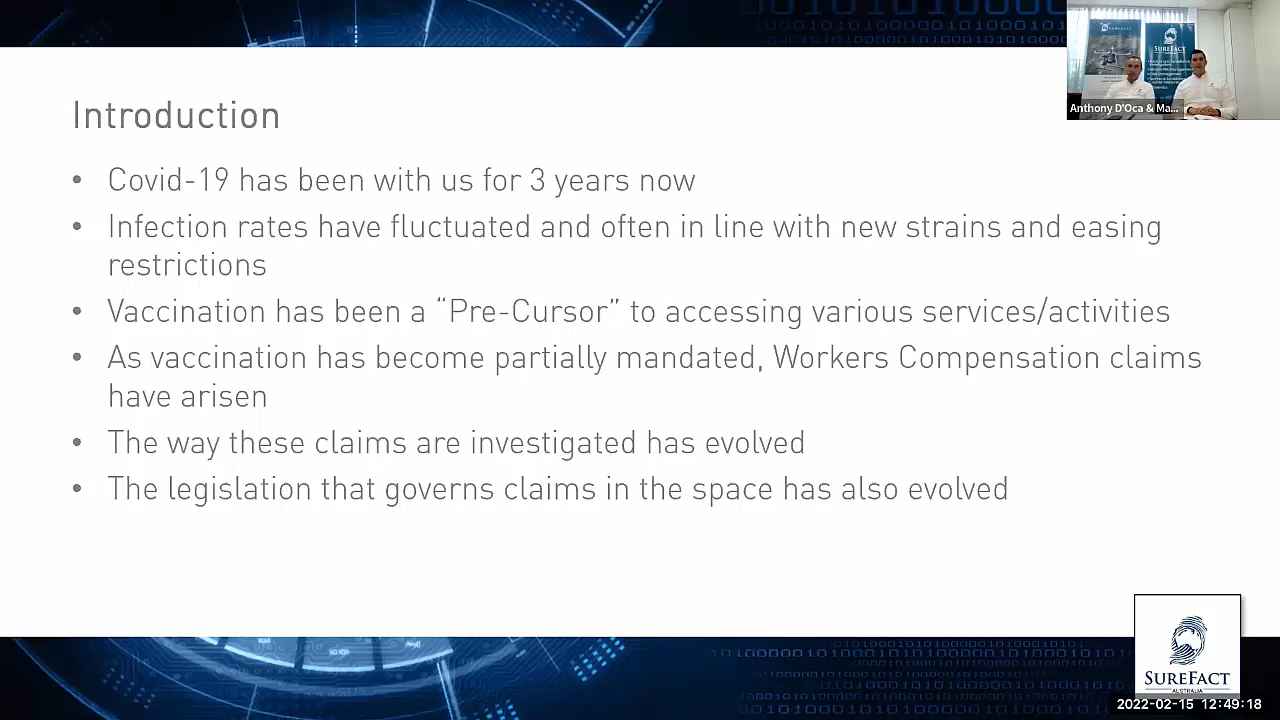 Introduction
• Covid-19 has been with us for 3 years now
• Infection rates have fluctuated and often in line with new strains and easing
restrictions
• Vaccination has been a “Pre-Cursor” to accessing various services/activities
• As vaccination has become partially mandated, Workers Compensation claims
have arisen
• The way these claims are investigated has evolved
• The legislation that governs claims in the space has also evolved
SUREFACT
Anthony D'Oca & Ma...
SUREFACT
AUSTRALIA
2022-02-15 12:49:18